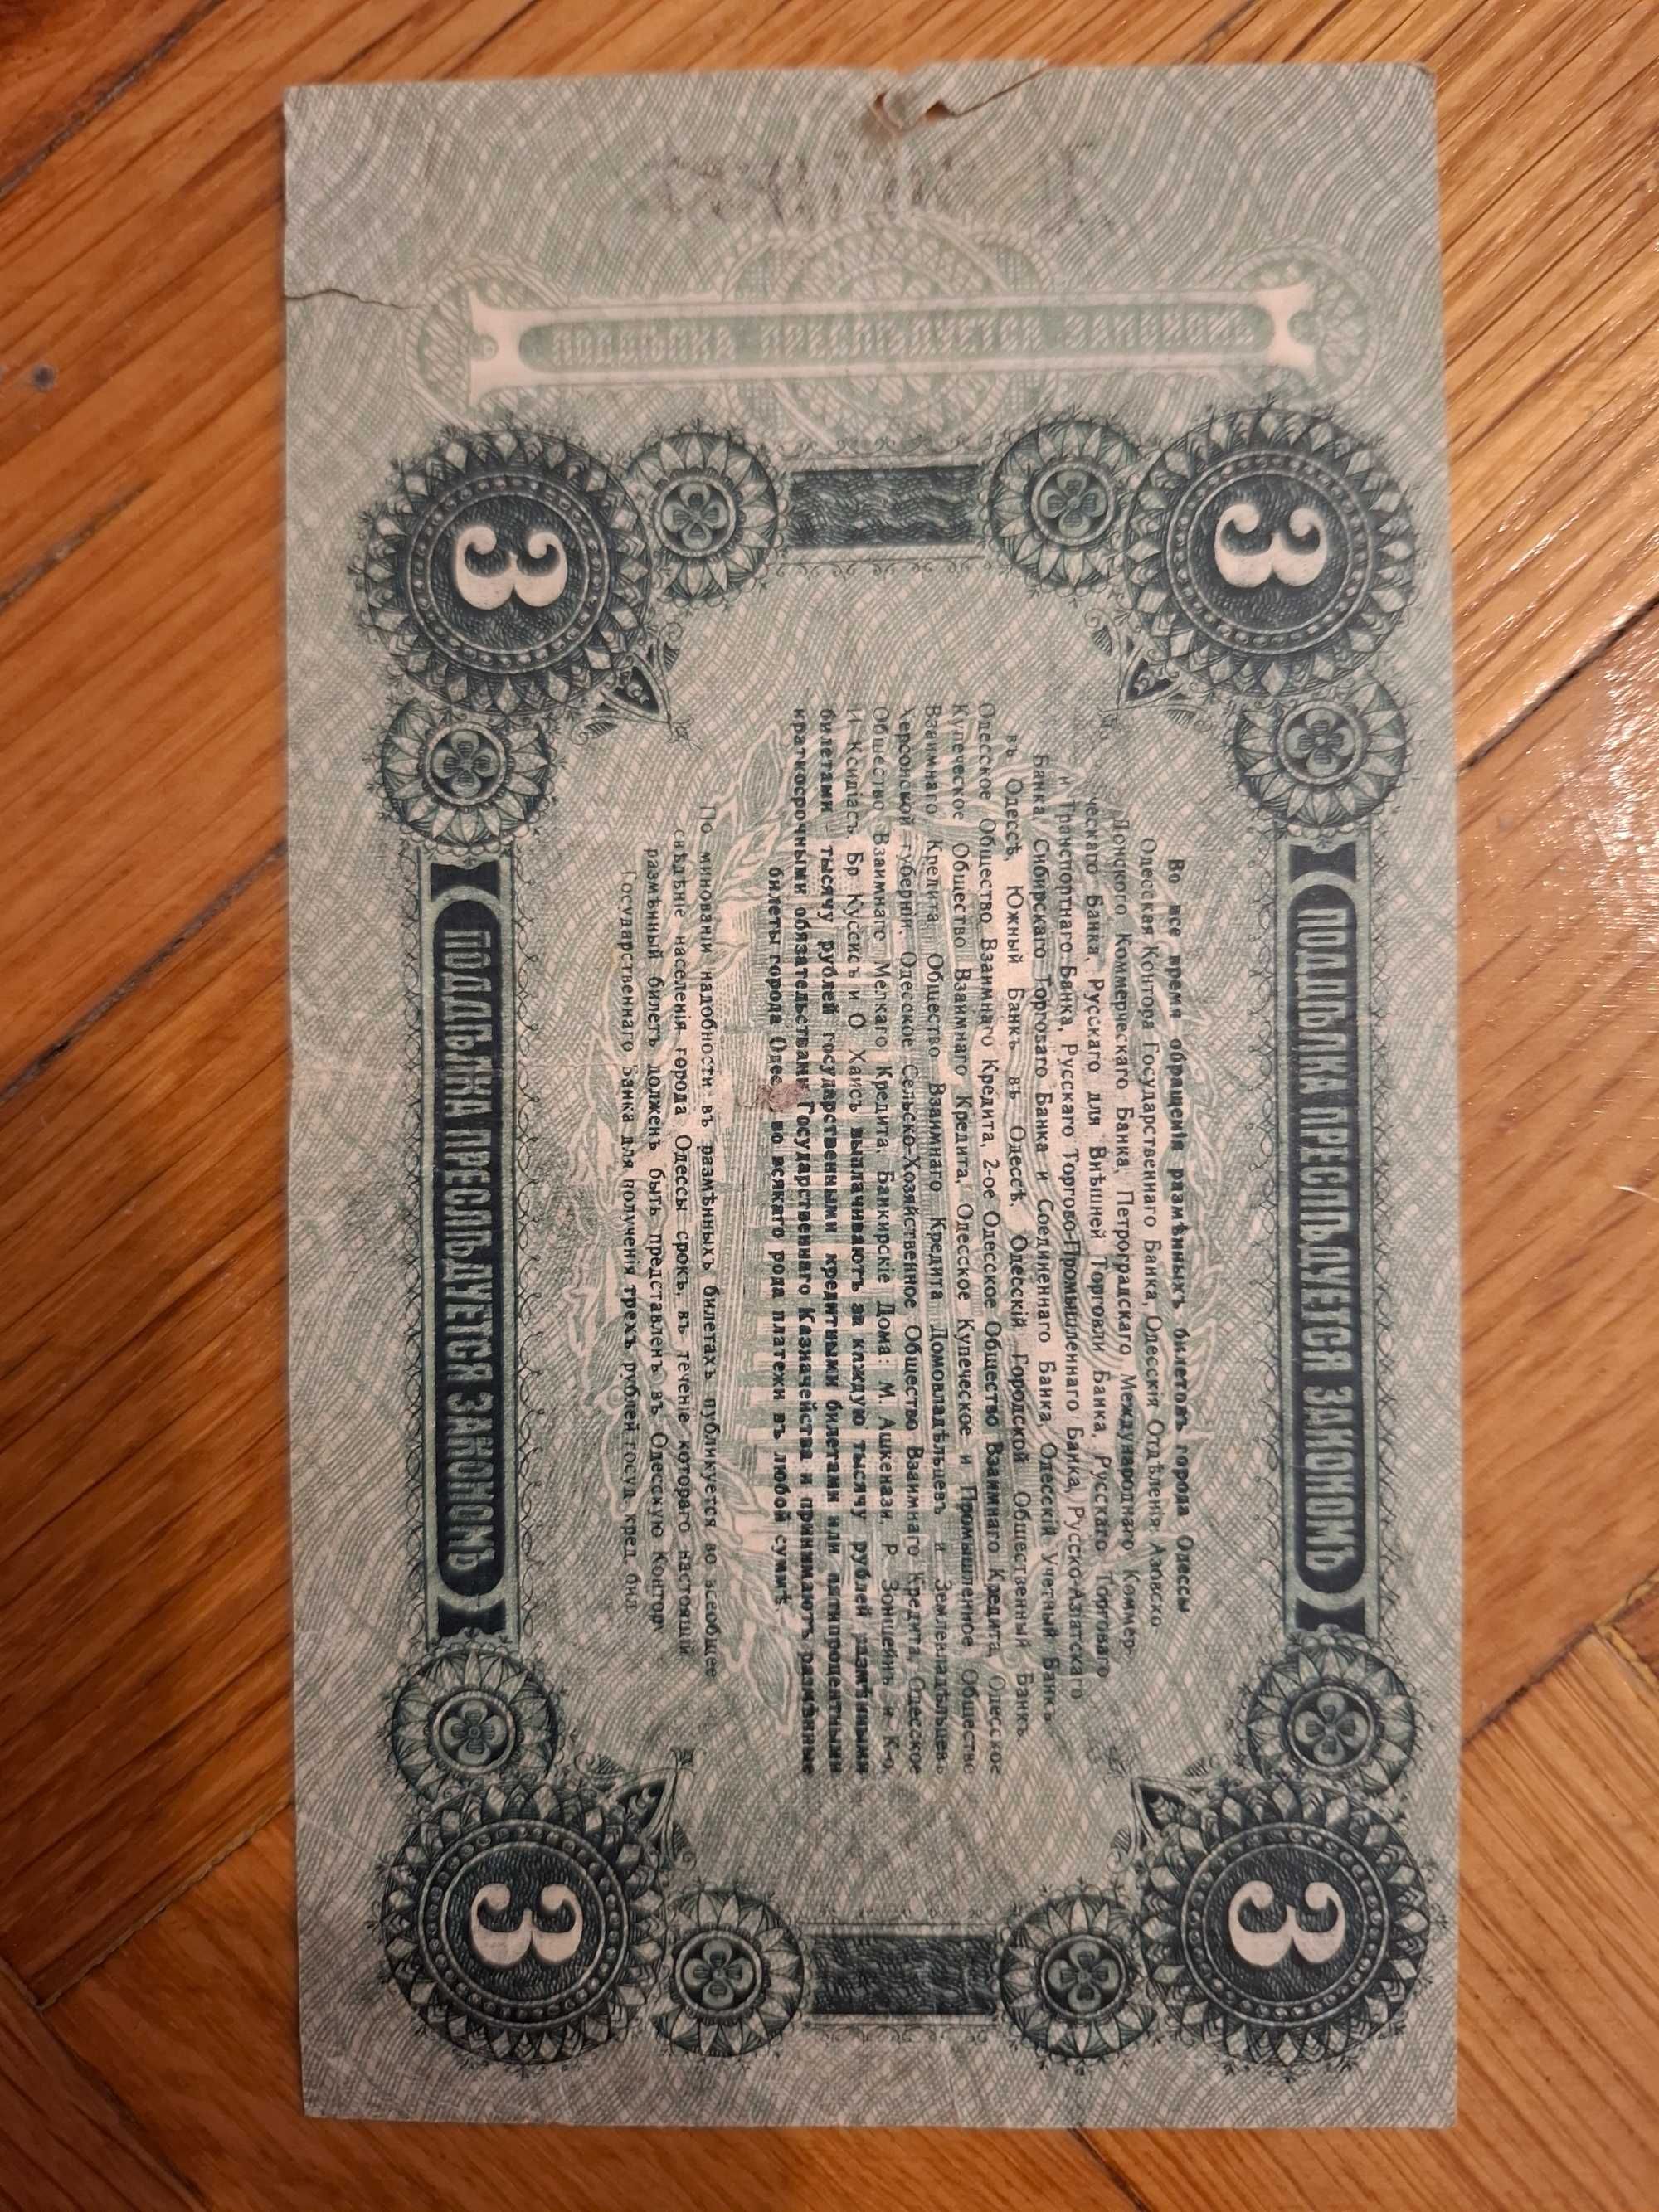 ПОДДѢЛКА ПРЕСЛѢДУЕТСЯ ЗАКОНОМЪ
3
3
ПОДДѢЛКА ПРЕСЛѢДУЕТСЯ ЗАКОНОМЪ
Во все время обращенія размѣнныхъ билетовъ города Одессы
Одесская Контора Государственнаго Банка, Одесскія Отдѣленія: Азовско-
Донского Коммерческаго Банка, Петроградскаго Международнаго Коммер-
ческаго Банка, Русскаго для Внѣшней Торговли Банка, Русскаго Торговаго
и Транспортнаго Банка, Русскаго Торгово-Промышленнаго Банка, Русско-Азіатскаго
Банка, Сибирскаго Торговаго Банка и Соединеннаго Банка, Одесскій Учетный Банкъ
въ Одессѣ, Южный Банкъ въ Одессѣ, Одесскій Городской Общественный Банкъ
Одесское Общество Взаимнаго Кредита, 2-ое Одесское Общество Взаимнаго Кредита, Одесское
Купеческое Общество Взаимнаго Кредита, Одесское Купеческое и Промышленное Общество
Взаимнаго Кредита, Общество Взаимнаго Кредита Домовладѣльцевъ и Землевладѣльцевъ
Херсонской губерніи, Одесское Сельско-Хозяйственное Общество Взаимнаго Кредита, Одесское
Общество Взаимнаго Мелкаго Кредита, Банкирскіе Дома: М. Ашкенази, Р. Зонщейнъ и К-о,
И Ксидіасъ, Бр Куссисъ и О Хаисъ выплачиваютъ за каждую тысячу рублей размѣнными
билетами – тысячу рублей государственными кредитными билетами или пятипроцентными
краткосрочными обязательствами Государственнаго Казначейства и принимаютъ размѣнные
билеты города Одессы во всякаго рода платежи въ любой суммѣ.
По минованіи надобности въ размѣнныхъ билетахъ публикуется во всеобщее
свѣдѣніе населенія города Одессы срокъ, въ теченіе котораго настоящій
размѣнный билетъ долженъ быть представленъ въ Одесскую Контору
Государственнаго Банка для полученія трехъ рублей госуд. кред. бил.
ПОДДѢЛКА ПРЕСЛѢДУЕТСЯ ЗАКОНОМЪ
3
3